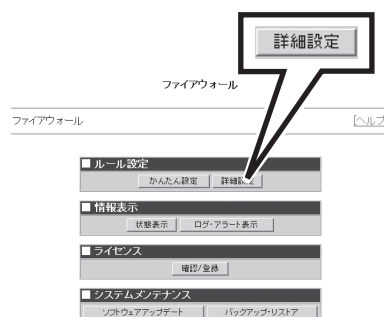 詳細設定
ファイアウォール
ファイアウォール [ヘルプ
■ ルール設定
かんたん設定 詳細設定
■ 情報表示
状態表示 ログ・アラート表示
■ ライセンス
確認/登録
■ システムメンテナンス
ソフトウェアアップデート バックアップ・リストア